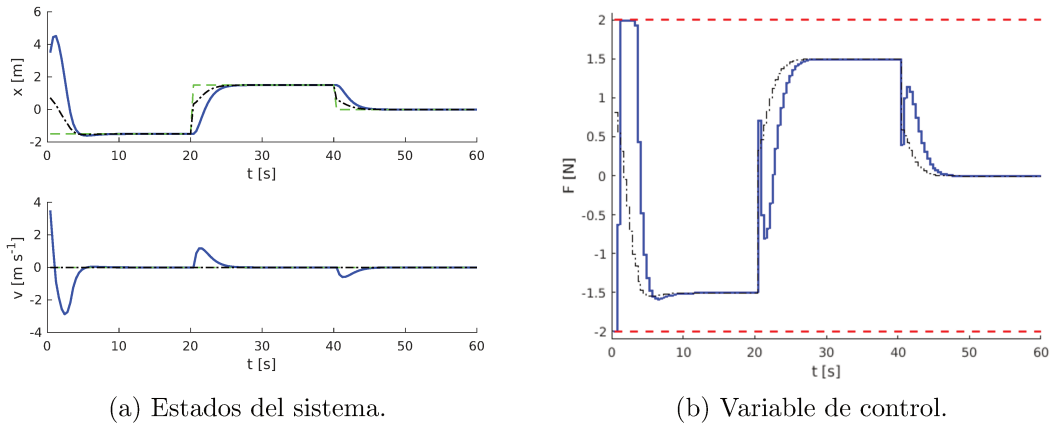 6
4
2
0
-2
x [m]
0 10 20 30 40 50 60
t [s]
4
2
0
-2
-4
v [m s⁻¹]
0 10 20 30 40 50 60
t [s]
(a) Estados del sistema.
2
1.5
1
0.5
0
-0.5
-1
-1.5
-2
F [N]
0 10 20 30 40 50 60
t [s]
(b) Variable de control.